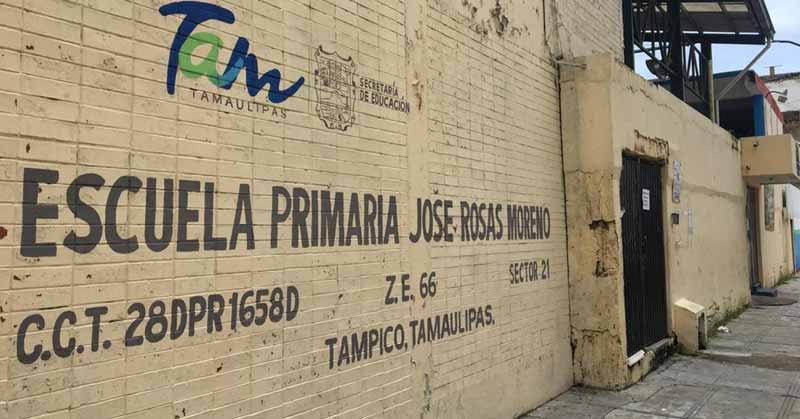 Tam
TAMAULIPAS
SECRETARÍA
DE EDUCACIÓN
ESCUELA PRIMARIA JOSE ROSAS MORENO
C.C.T. 28DPR1658D
Z.E. 66
SECTOR 21
TAMPICO, TAMAULIPAS.